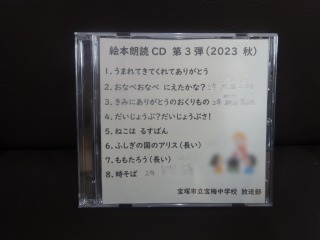 絵本朗読CD 第3弾(2023 秋)
1.うまれてきてくれてありがとう
2.おなべおなべ にえたかな?
3.きみにありがとうのおくりもの
4.だいじょうぶ?だいじょうぶさ!
5.ねこは るすばん
6.ふしぎの国のアリス(長い)
7.ももたろう(長い)
8.時そば
宝塚市立宝梅中学校 放送部